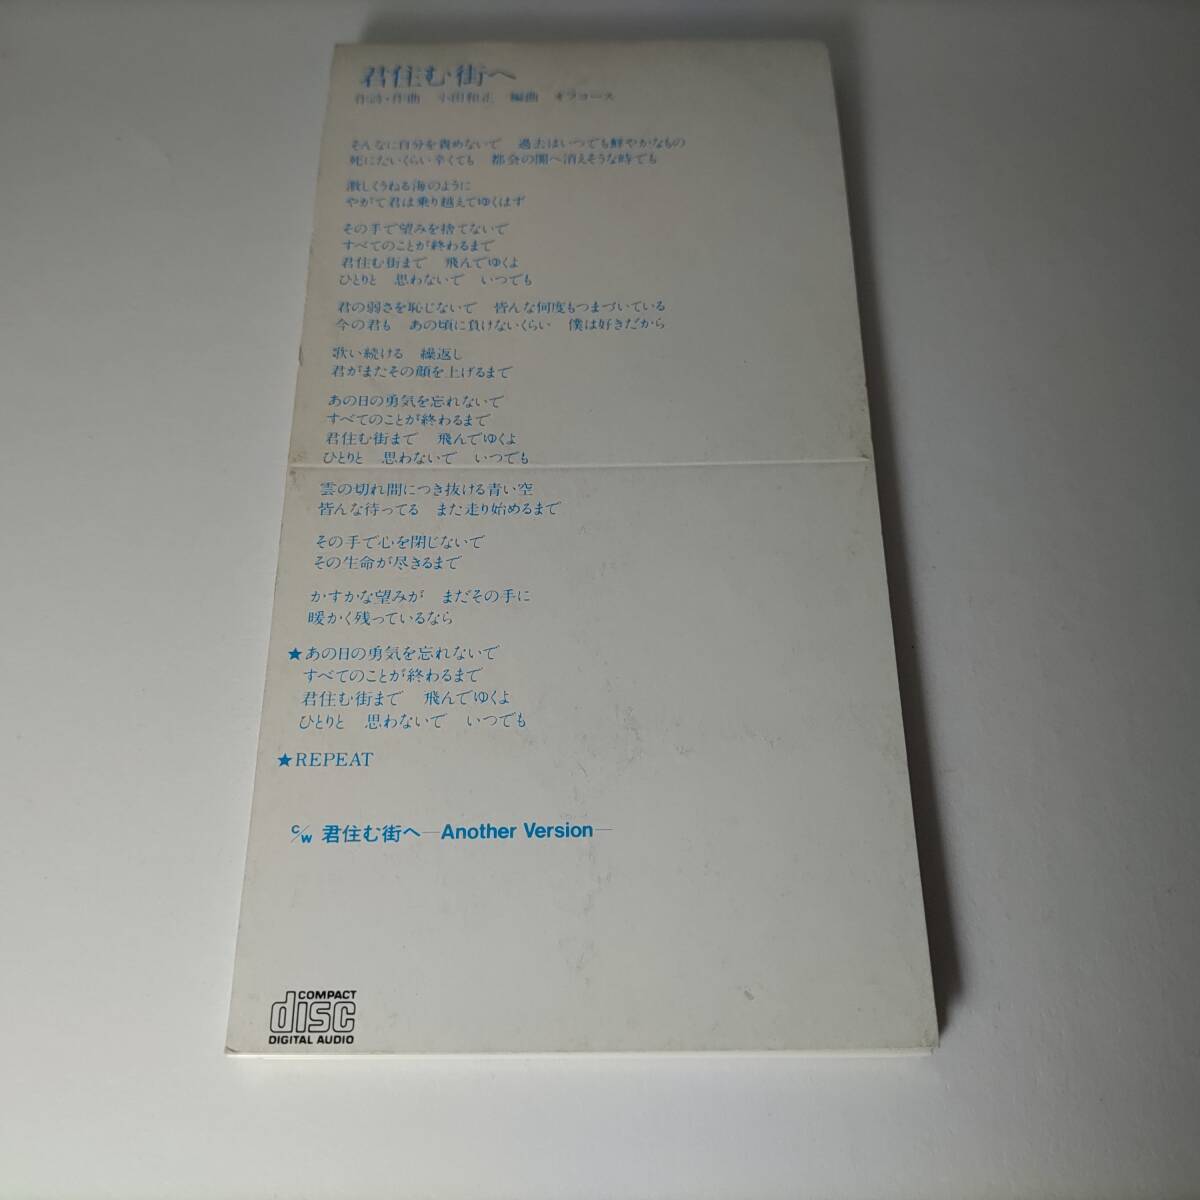 君住む街へ
作詩・作曲　小田和正　編曲　オフコース
そんなに自分を責めないで　過去はいつでも鮮やかなもの
死にたいくらい辛くても　都会の闇へ消えそうな時でも
激しくうねる海のように
やがて君は乗り越えてゆくはず
その手で望みを捨てないで
すべてのことが終わるまで
君住む街まで　飛んでゆくよ
ひとりと　思わないで　いつでも
君の弱さを恥じないで　皆んな何度もつまづいている
今の君も　あの頃に負けないくらい　僕は好きだから
歌い続ける　繰返し
君がまたその顔を上げるまで
あの日の勇気を忘れないで
すべてのことが終わるまで
君住む街まで　飛んでゆくよ
ひとりと　思わないで　いつでも
雲の切れ間につき抜ける青い空
皆んな待ってる　また走り始めるまで
その手で心を閉じないで
その生命が尽きるまで
かすかな望みが　まだその手に
暖かく残っているなら
★あの日の勇気を忘れないで
すべてのことが終わるまで
君住む街まで　飛んでゆくよ
ひとりと　思わないで　いつでも
★REPEAT
C/W 君住む街へ―Another Version―
COMPACT
disc
DIGITAL AUDIO